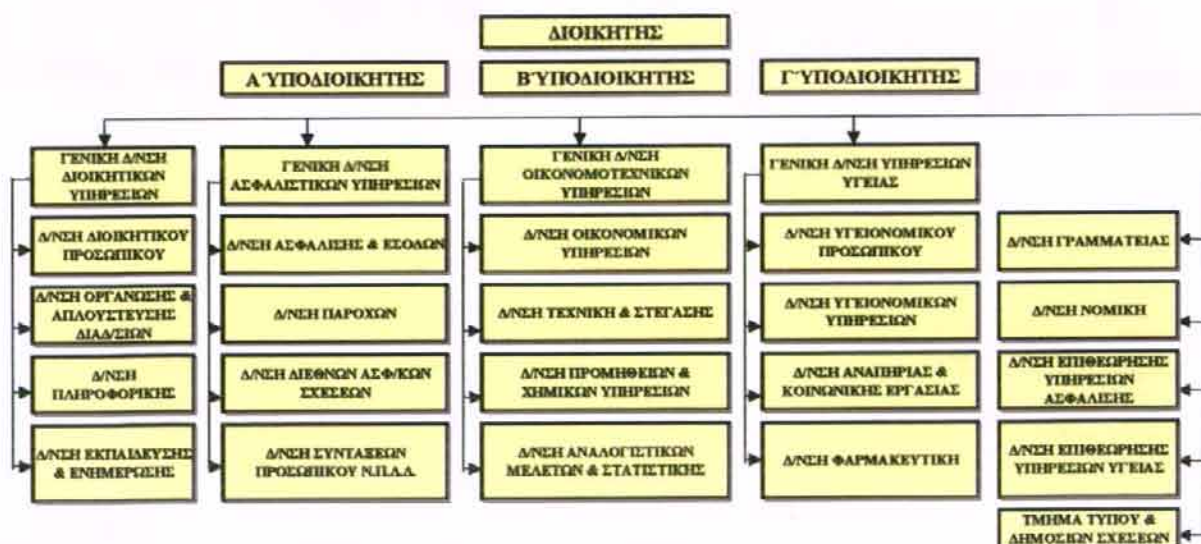 ΔΙΟΙΚΗΤΗΣ
Α΄ΥΠΟΔΙΟΙΚΗΤΗΣ
Β΄ΥΠΟΔΙΟΙΚΗΤΗΣ
Γ΄ΥΠΟΔΙΟΙΚΗΤΗΣ
ΓΕΝΙΚΗ Δ/ΝΣΗ
ΔΙΟΙΚΗΤΙΚΩΝ
ΥΠΗΡΕΣΙΩΝ
Δ/ΝΣΗ ΔΙΟΙΚΗΤΙΚΟΥ
ΠΡΟΣΩΠΙΚΟΥ
Δ/ΝΣΗ ΟΡΓΑΝΩΣΗΣ &
ΑΠΛΟΥΣΤΕΥΣΗΣ
ΔΙΑΔ/ΣΙΩΝ
Δ/ΝΣΗ
ΠΛΗΡΟΦΟΡΙΚΗΣ
Δ/ΝΣΗ ΕΚΠΑΙΔΕΥΣΗΣ
& ΕΝΗΜΕΡΩΣΗΣ
ΓΕΝΙΚΗ Δ/ΝΣΗ
ΑΣΦΑΛΙΣΤΙΚΩΝ ΥΠΗΡΕΣΙΩΝ
Δ/ΝΣΗ ΑΣΦΑΛΙΣΗΣ & ΕΣΟΔΩΝ
Δ/ΝΣΗ ΠΑΡΟΧΩΝ
Δ/ΝΣΗ ΔΙΕΘΝΩΝ ΑΣΦ/ΚΩΝ
ΣΧΕΣΕΩΝ
Δ/ΝΣΗ ΣΥΝΤΑΞΕΩΝ
ΠΡΟΣΩΠΙΚΟΥ Ν.Π.Δ.Δ.
ΓΕΝΙΚΗ Δ/ΝΣΗ
ΟΙΚΟΝΟΜΟΤΕΧΝΙΚΩΝ
ΥΠΗΡΕΣΙΩΝ
Δ/ΝΣΗ ΟΙΚΟΝΟΜΙΚΩΝ
ΥΠΗΡΕΣΙΩΝ
Δ/ΝΣΗ ΤΕΧΝΙΚΗ & ΣΤΕΓΑΣΗΣ
Δ/ΝΣΗ ΠΡΟΜΗΘΕΙΩΝ &
ΧΗΜΙΚΩΝ ΥΠΗΡΕΣΙΩΝ
Δ/ΝΣΗ ΑΝΑΛΟΓΙΣΤΙΚΩΝ
ΜΕΛΕΤΩΝ & ΣΤΑΤΙΣΤΙΚΗΣ
ΓΕΝΙΚΗ Δ/ΝΣΗ ΥΠΗΡΕΣΙΩΝ
ΥΓΕΙΑΣ
Δ/ΝΣΗ ΥΓΕΙΟΝΟΜΙΚΟΥ
ΠΡΟΣΩΠΙΚΟΥ
Δ/ΝΣΗ ΥΓΕΙΟΝΟΜΙΚΩΝ
ΥΠΗΡΕΣΙΩΝ
Δ/ΝΣΗ ΑΝΑΠΗΡΙΑΣ &
ΚΟΙΝΩΝΙΚΗΣ ΕΡΓΑΣΙΑΣ
Δ/ΝΣΗ ΦΑΡΜΑΚΕΥΤΙΚΗ
Δ/ΝΣΗ ΓΡΑΜΜΑΤΕΙΑΣ
Δ/ΝΣΗ ΝΟΜΙΚΗ
Δ/ΝΣΗ ΕΠΙΘΕΩΡΗΣΗΣ
ΥΠΗΡΕΣΙΩΝ
ΑΣΦΑΛΙΣΗΣ
Δ/ΝΣΗ ΕΠΙΘΕΩΡΗΣΗΣ
ΥΠΗΡΕΣΙΩΝ ΥΓΕΙΑΣ
ΤΜΗΜΑ ΤΥΠΟΥ &
ΔΗΜΟΣΙΩΝ ΣΧΕΣΕΩΝ